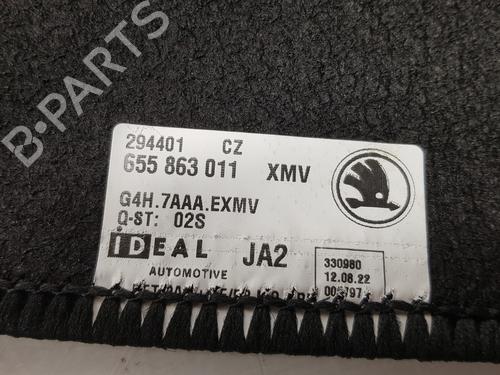 B-PARTS
294401 CZ
655 863 011 XMV
G4H.7AAA.EXMV
Q-ST: 02S
iDEAL JA2
AUTOMOTIVE
330980
12.08.22